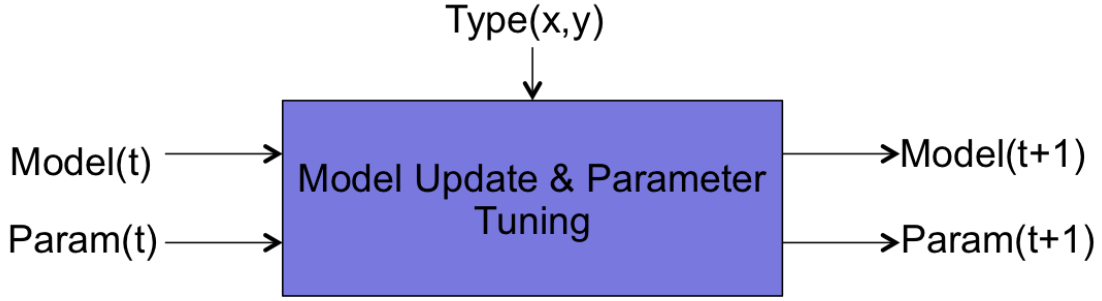 Type(x,y)
Model(t)
Model Update & Parameter
Tuning
Model(t+1)
Param(t)
Param(t+1)